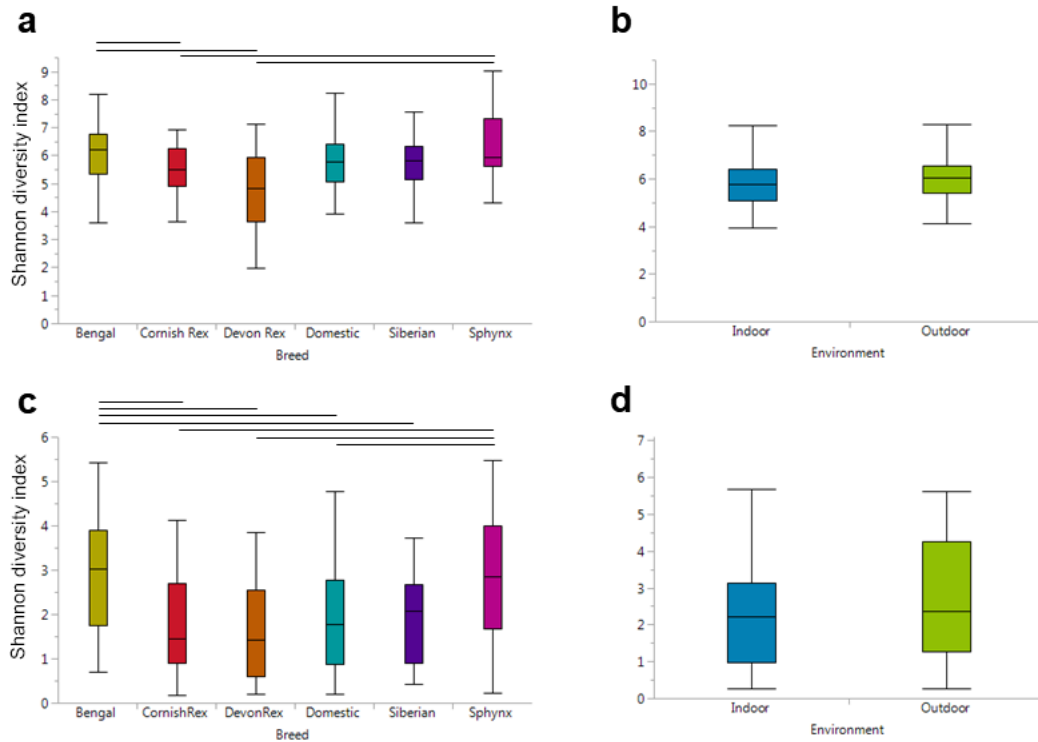 a
Shannon diversity index
9
8
7
6
5
4
3
2
1
0
Bengal Cornish Rex Devon Rex Domestic Siberian Sphynx
Breed
b
10
8
6
4
2
0
Indoor Outdoor
Environment
c
Shannon diversity index
6
5
4
3
2
1
0
Bengal CornishRex DevonRex Domestic Siberian Sphynx
Breed
d
7
6
5
4
3
2
1
0
Indoor Outdoor
Environment